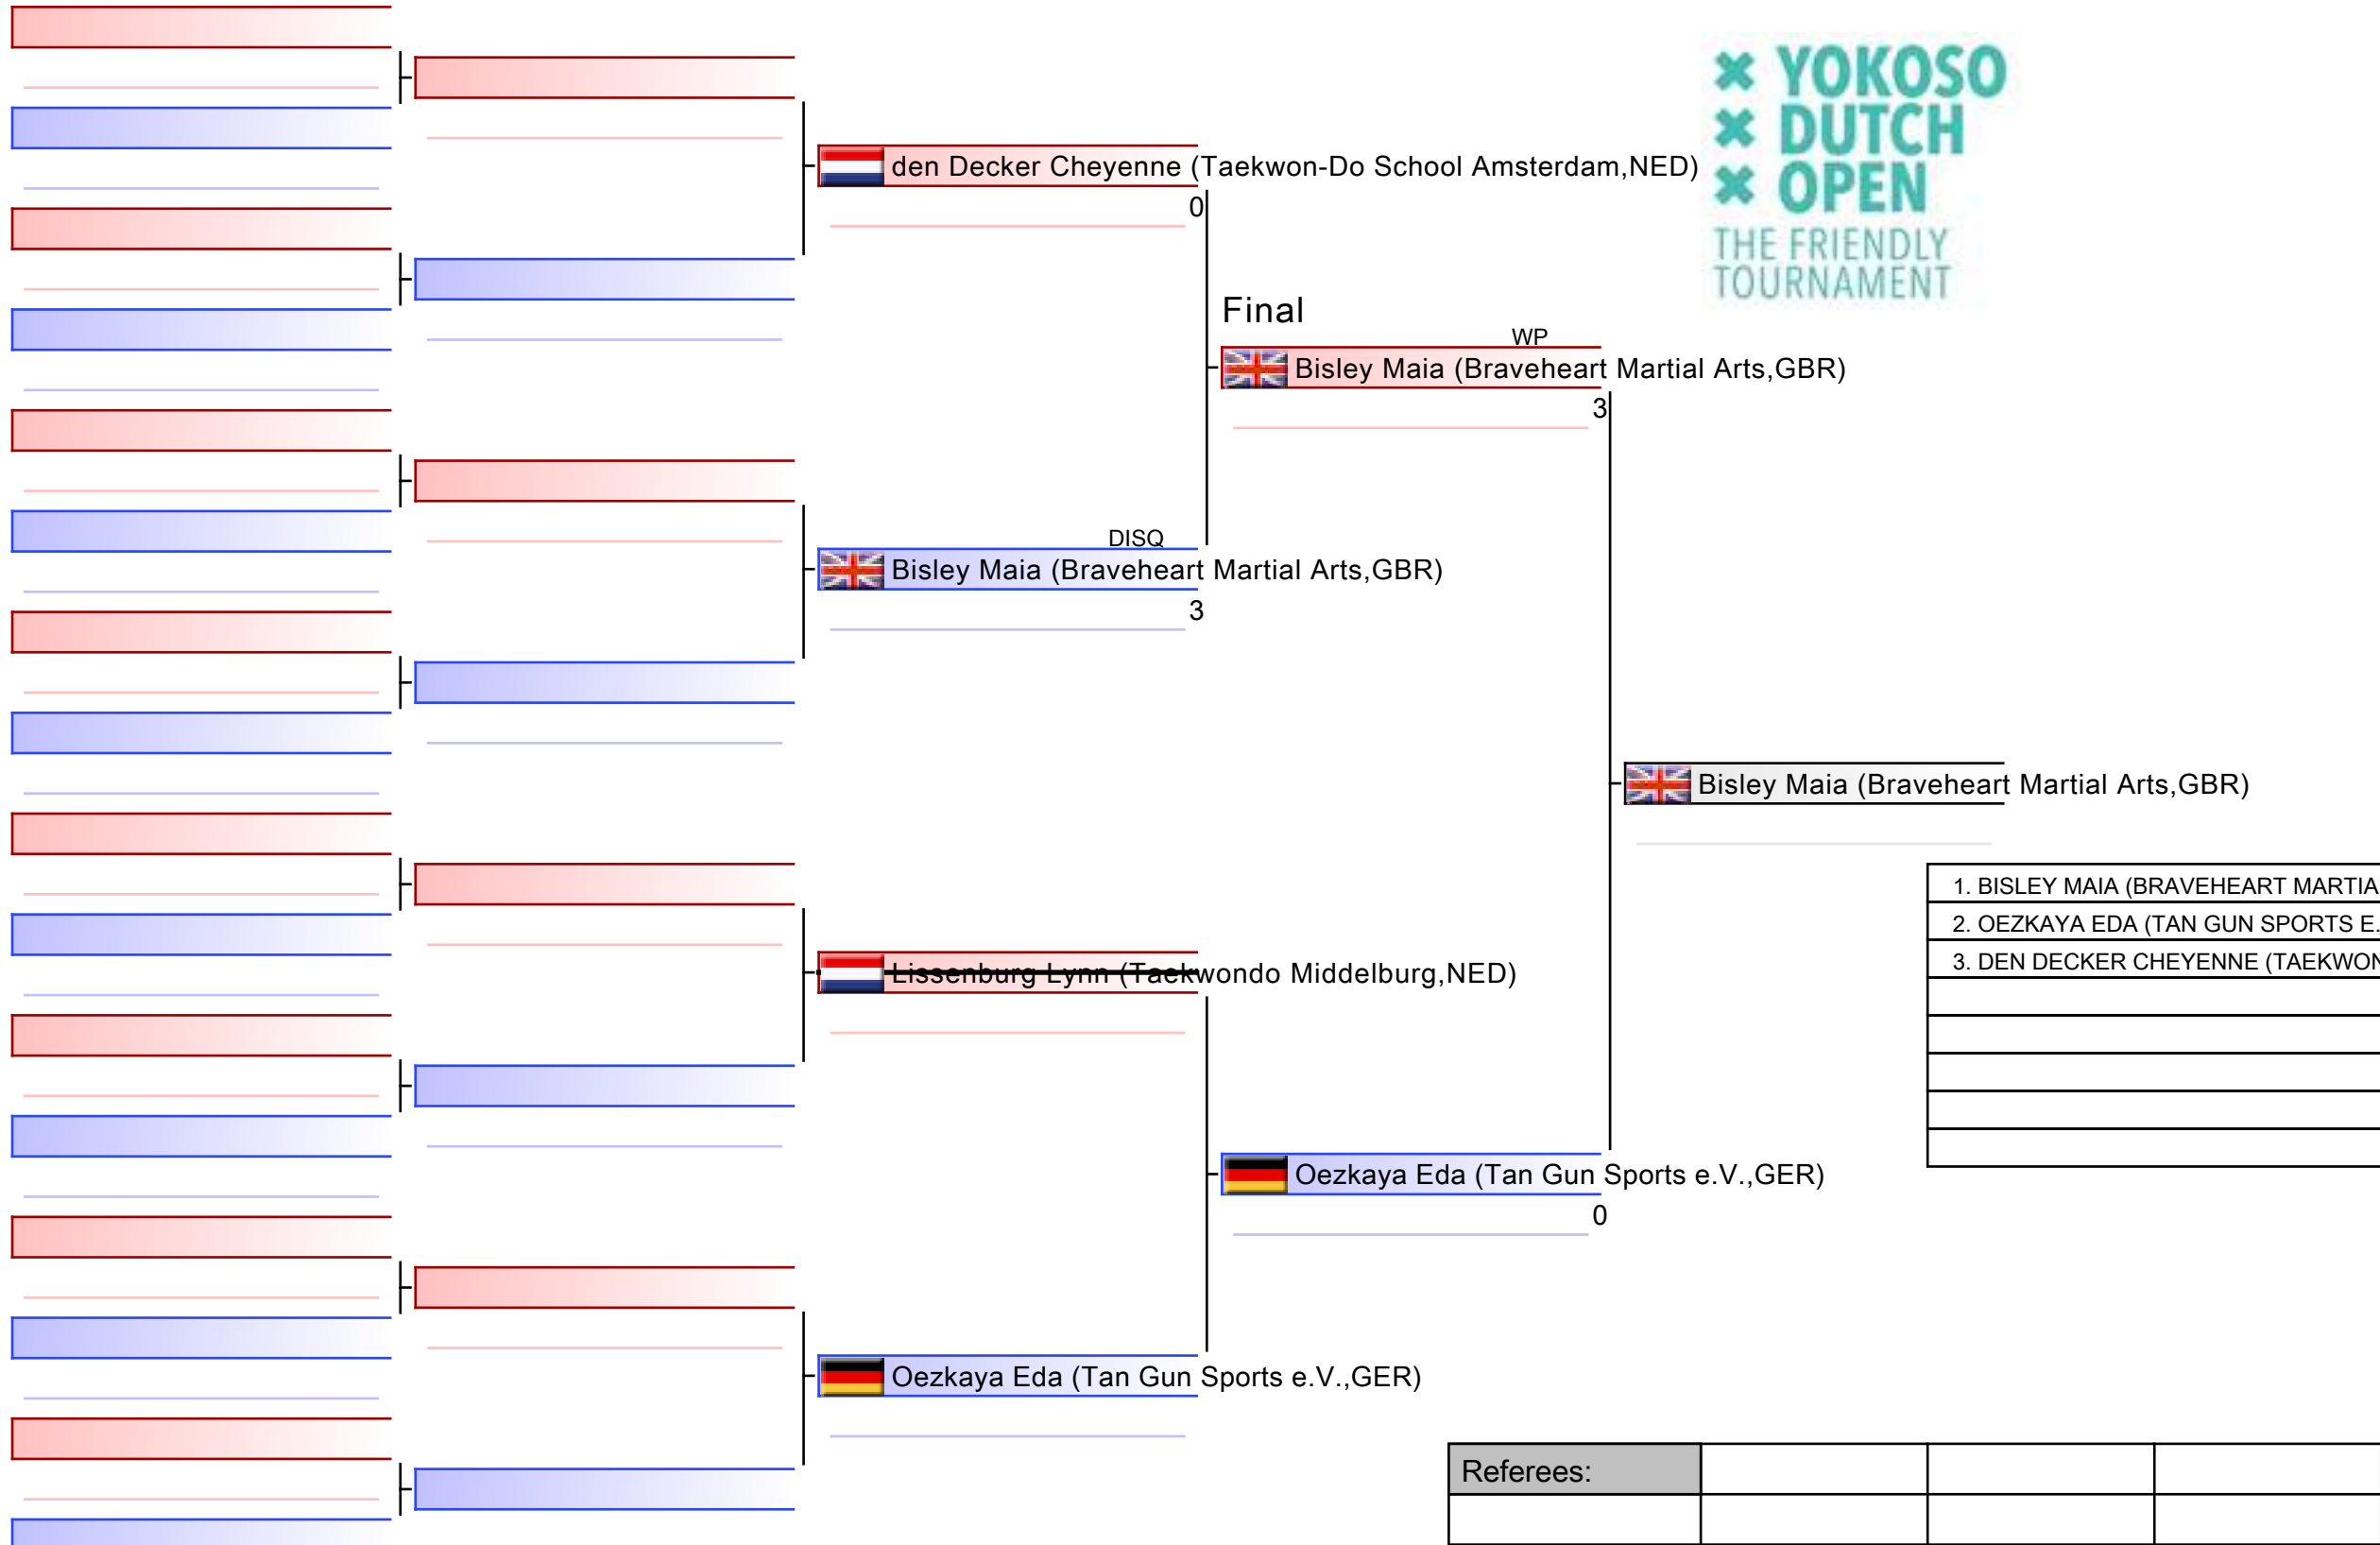 YOKOSO
DUTCH
OPEN
THE FRIENDLY
TOURNAMENT
den Decker Cheyenne (Taekwon-Do School Amsterdam,NED)
0
Final
WP
Bisley Maia (Braveheart Martial Arts,GBR)
3
DISQ
Bisley Maia (Braveheart Martial Arts,GBR)
3
Bisley Maia (Braveheart Martial Arts,GBR)
1. BISLEY MAIA (BRAVEHEART MARTIA
2. OEZKAYA EDA (TAN GUN SPORTS E.
3. DEN DECKER CHEYENNE (TAEKWON
Lissenburg Lynn (Taekwondo Middelburg,NED)
Oezkaya Eda (Tan Gun Sports e.V.,GER)
0
Oezkaya Eda (Tan Gun Sports e.V.,GER)
Referees: